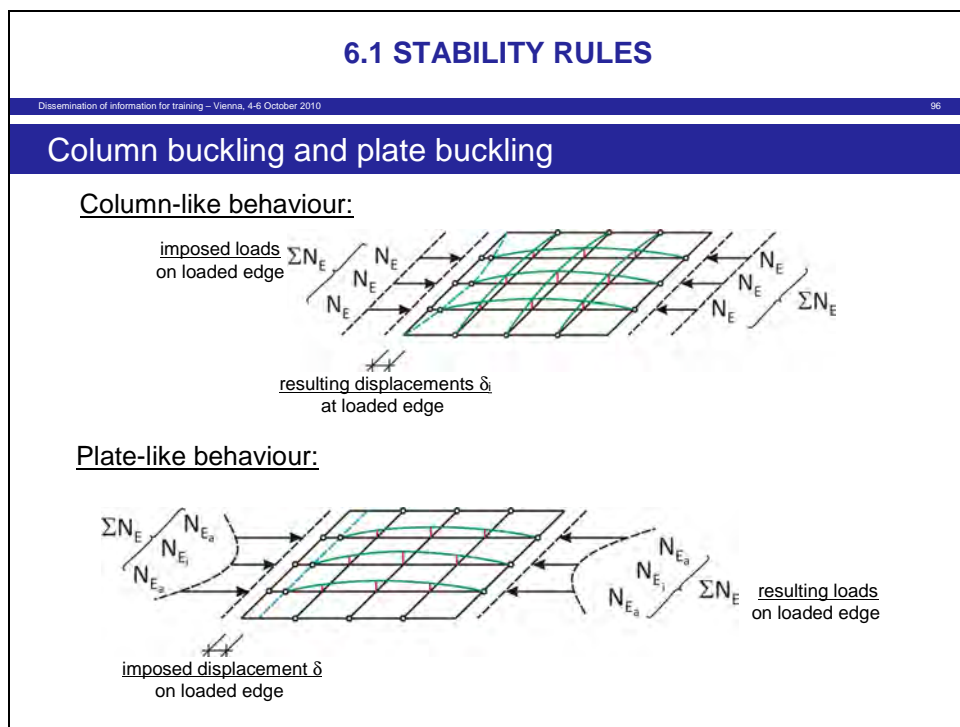 6.1 STABILITY RULES
Dissemination of information for training – Vienna, 4-6 October 2010 96
Column buckling and plate buckling
Column-like behaviour:
imposed loads
on loaded edge
ΣN_E
N_E
N_E
N_E
N_E
N_E
N_E
ΣN_E
resulting displacements δ_i
at loaded edge
Plate-like behaviour:
ΣN_E
N_Ea
N_Ei
N_Ea
N_Ea
N_Ei
N_Ea
ΣN_E
resulting loads
on loaded edge
imposed displacement δ
on loaded edge